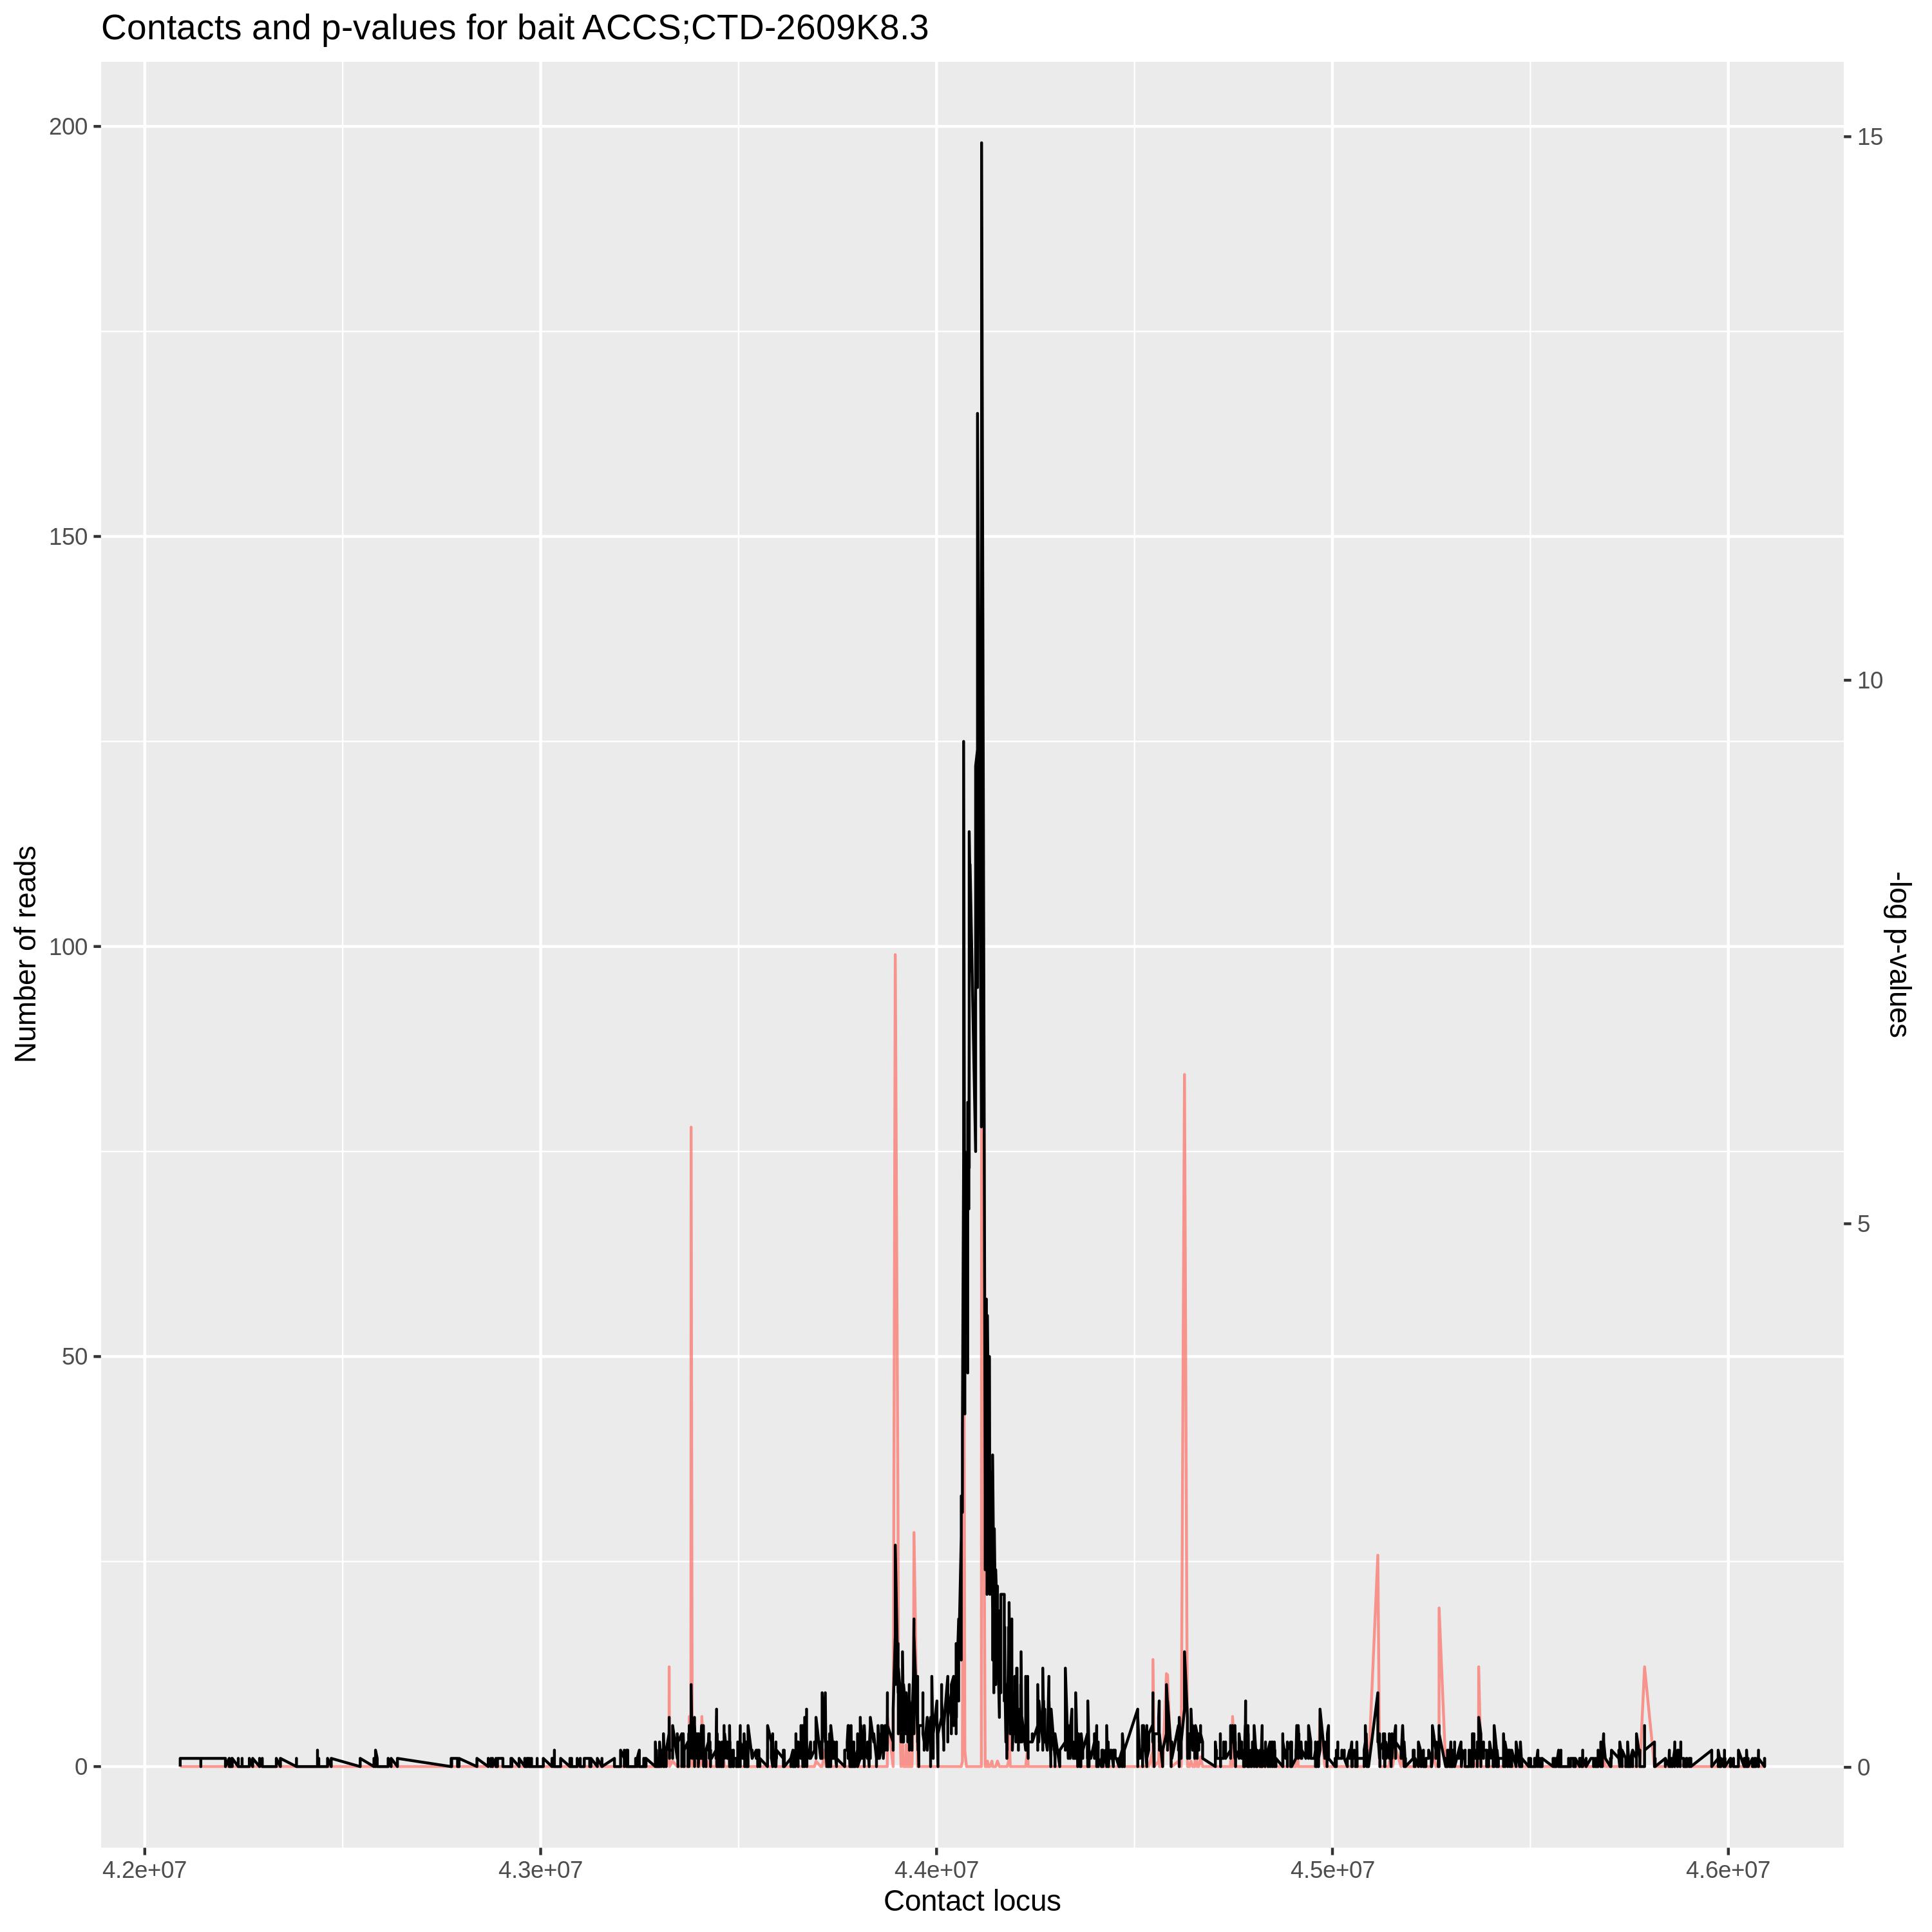 Contacts and p-values for bait ACCS;CTD-2609K8.3
Number of reads
200
150
100
50
0
15
10
5
0
-log p-values
4.2e+07
4.3e+07
4.4e+07
4.5e+07
4.6e+07
Contact locus